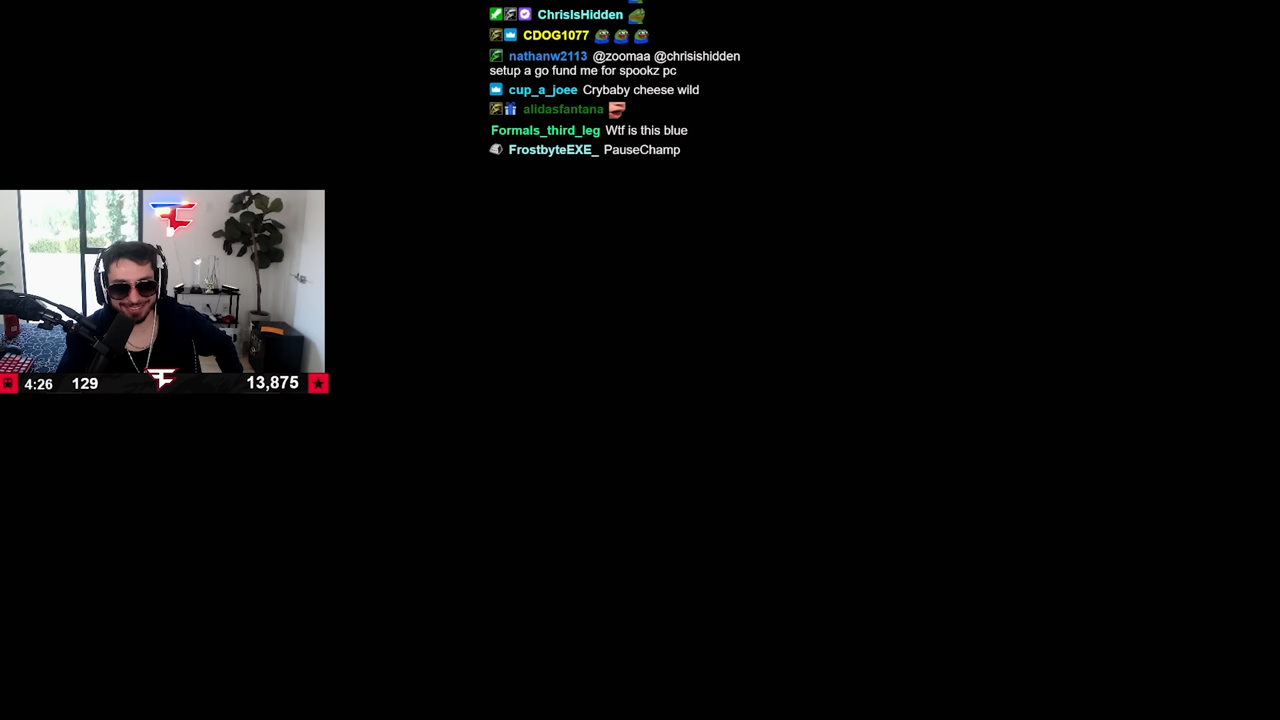 ChrisIsHidden
CDOG1077
nathanw2113 @zoomaa @chrisishidden
setup a go fund me for spookz pc
cup_a_joee Crybaby cheese wild
alidasfantana
Formals_third_leg Wtf is this blue
FrostbyteEXE_ PauseChamp
4:26 129 13,875